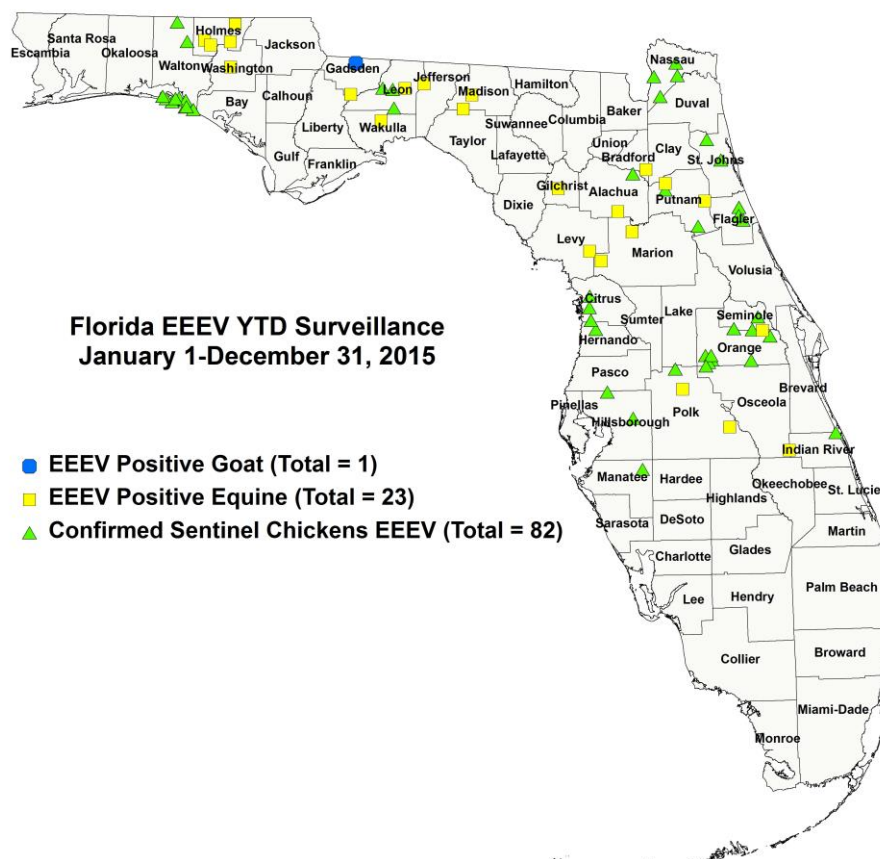 Escambia
Santa Rosa
Okaloosa
Walton
Holmes
Washington
Jackson
Bay
Calhoun
Gulf
Gadsden
Liberty
Franklin
Leon
Wakulla
Jefferson
Madison
Taylor
Hamilton
Suwannee
Lafayette
Columbia
Dixie
Gilchrist
Baker
Union
Bradford
Alachua
Levy
Nassau
Duval
Clay
St. Johns
Putnam
Flagler
Marion
Volusia
Citrus
Sumter
Lake
Hernando
Seminole
Orange
Pasco
Pinellas
Hillsborough
Polk
Osceola
Brevard
Indian River
Manatee
Hardee
Highlands
Okeechobee
St. Lucie
Sarasota
DeSoto
Martin
Charlotte
Glades
Lee
Hendry
Palm Beach
Collier
Broward
Miami-Dade
Monroe
Florida EEEV YTD Surveillance
January 1-December 31, 2015
EEEV Positive Goat (Total = 1)
EEEV Positive Equine (Total = 23)
Confirmed Sentinel Chickens EEEV (Total = 82)